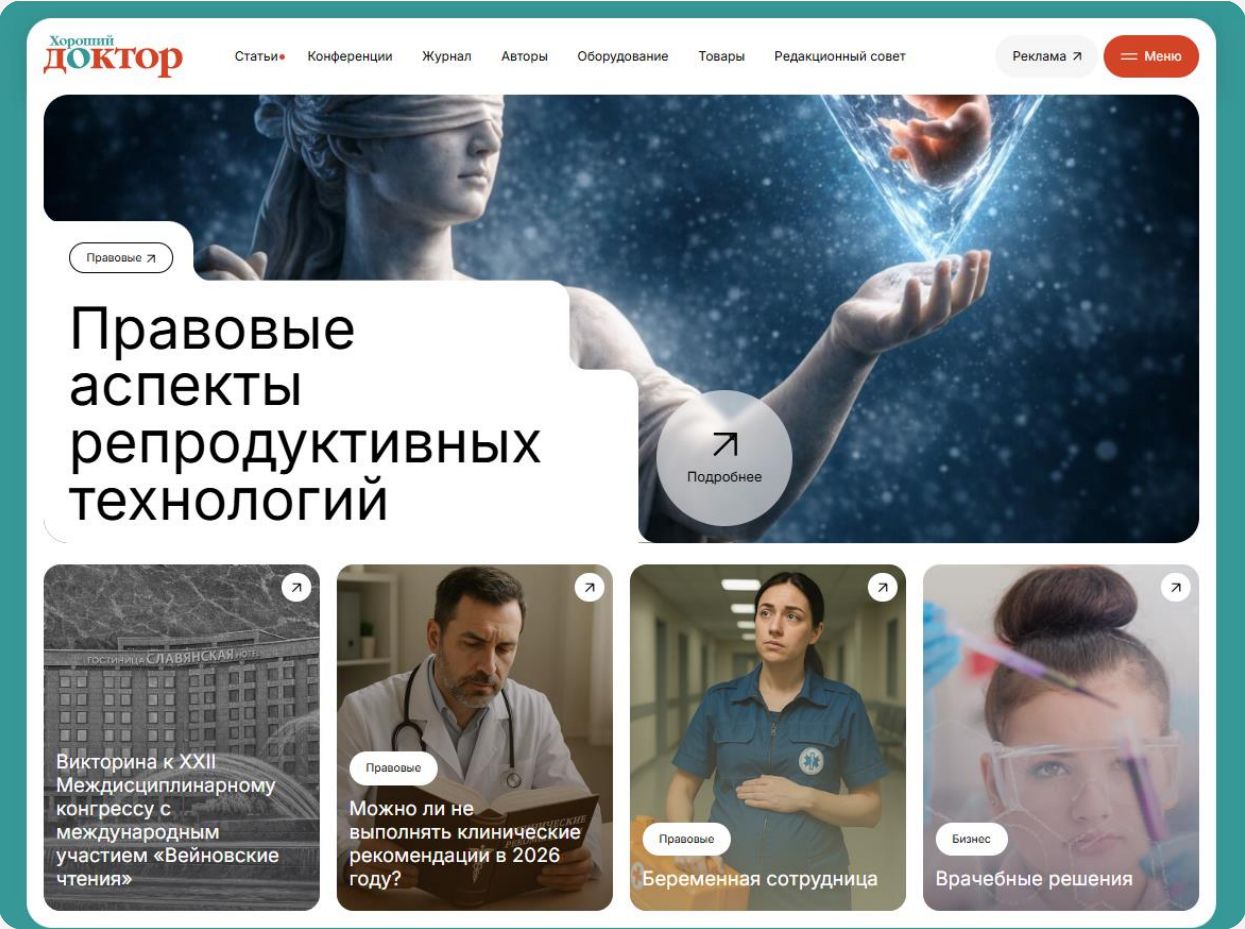 Хороший
Доктор
Статьи
Конференции
Журнал
Авторы
Оборудование
Товары
Редакционный совет
Реклама
Меню
Правовые
Правовые
аспекты
репродуктивных
технологий
Подробнее
ГОСТИНИЦА СЛАВЯНСКАЯ
Викторина к XXII
Междисциплинарному
конгрессу с
международным
участием «Вейновские
чтения»
Правовые
Можно ли не
выполнять клинические
рекомендации в 2026
году?
Правовые
Беременная сотрудница
Бизнес
Врачебные решения